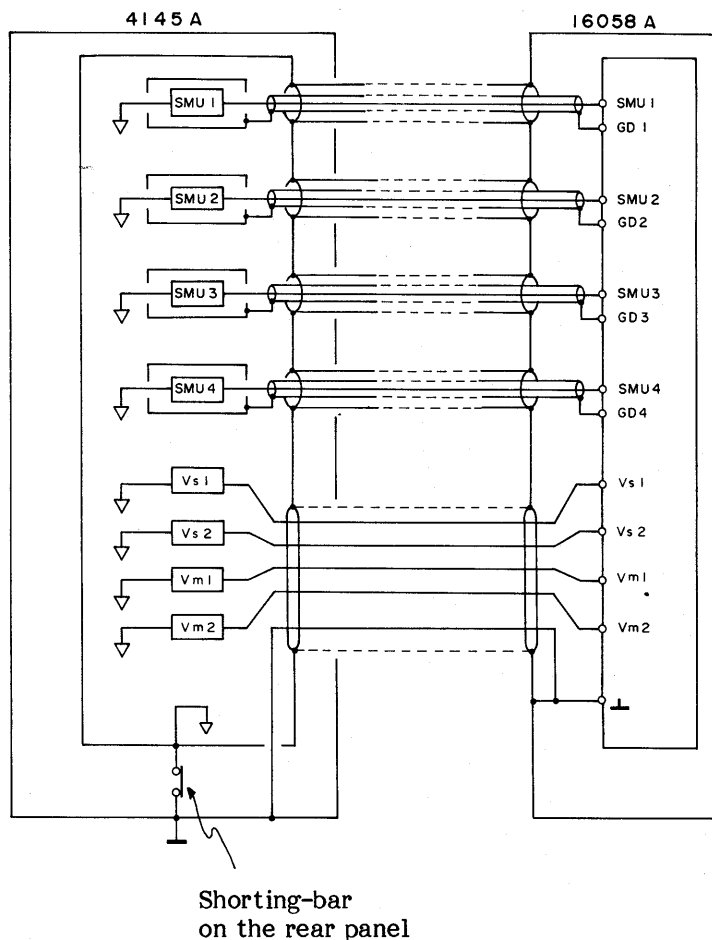 4145A
16058A
SMU1
SMU1
GD1
SMU2
SMU2
GD2
SMU3
SMU3
GD3
SMU4
SMU4
GD4
Vs1
Vs1
Vs2
Vs2
Vm1
Vm1
Vm2
Vm2
Shorting-bar
on the rear panel